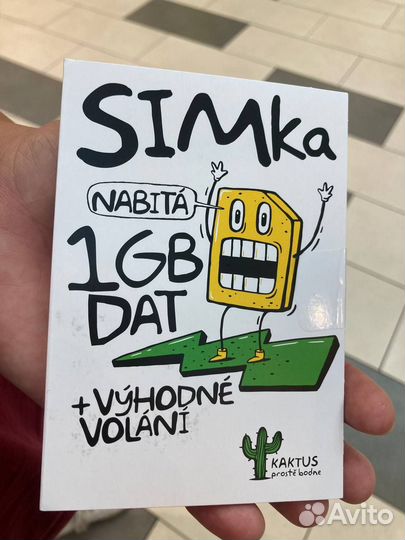 SIMka
NABITÁ
1GB
DAT
+VÝHODNÉ
VOLÁNÍ
KAKTUS
prostě bodne
Avito